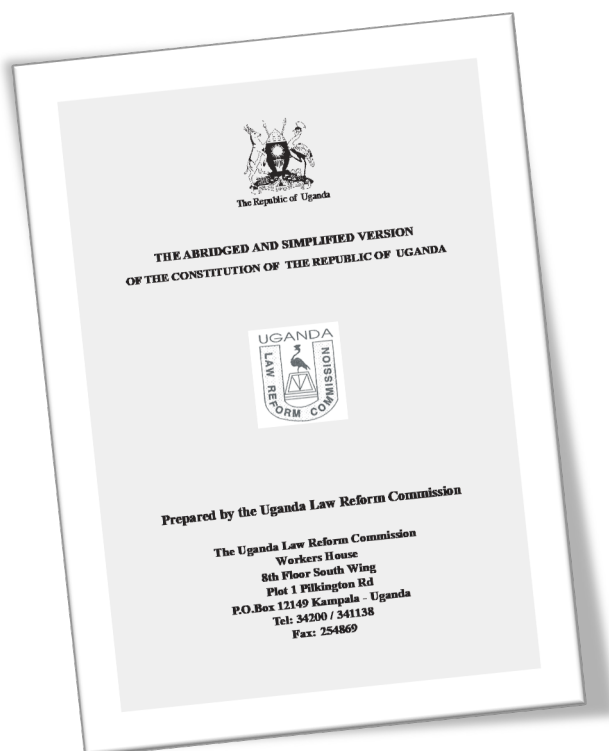 The Republic of Uganda
THE ABRIDGED AND SIMPLIFIED VERSION
OF THE CONSTITUTION OF THE REPUBLIC OF UGANDA
UGANDA
LAW REFORM COMMISSION
Prepared by the Uganda Law Reform Commission
The Uganda Law Reform Commission
Workers House
8th Floor South Wing
Plot 1 Pilkington Rd
P.O.Box 12149 Kampala - Uganda
Tel: 34200 / 341138
Fax: 254869